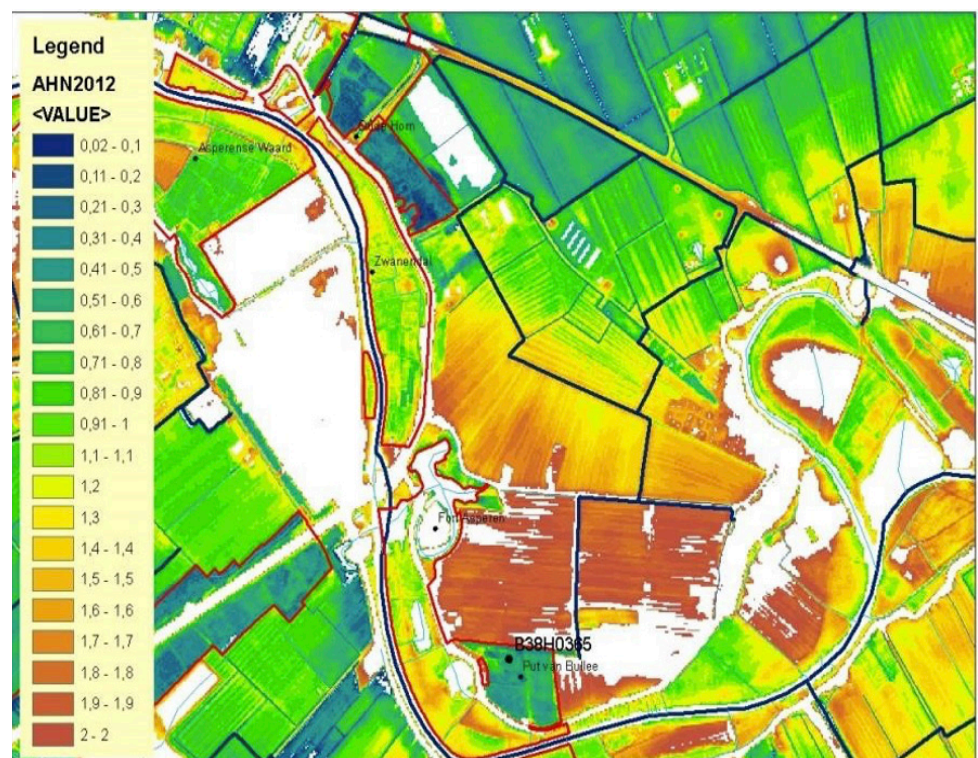 Legend
AHN2012
<VALUE>
0,02 - 0,1
0,11 - 0,2
0,21 - 0,3
0,31 - 0,4
0,41 - 0,5
0,51 - 0,6
0,61 - 0,7
0,71 - 0,8
0,81 - 0,9
0,91 - 1
1,1 - 1,1
1,2
1,3
1,4 - 1,4
1,5 - 1,5
1,6 - 1,6
1,7 - 1,7
1,8 - 1,8
1,9 - 1,9
2 - 2
Asperense Waard
Zwanendal
Fort Asperen
B38H0365
Put van Bullee